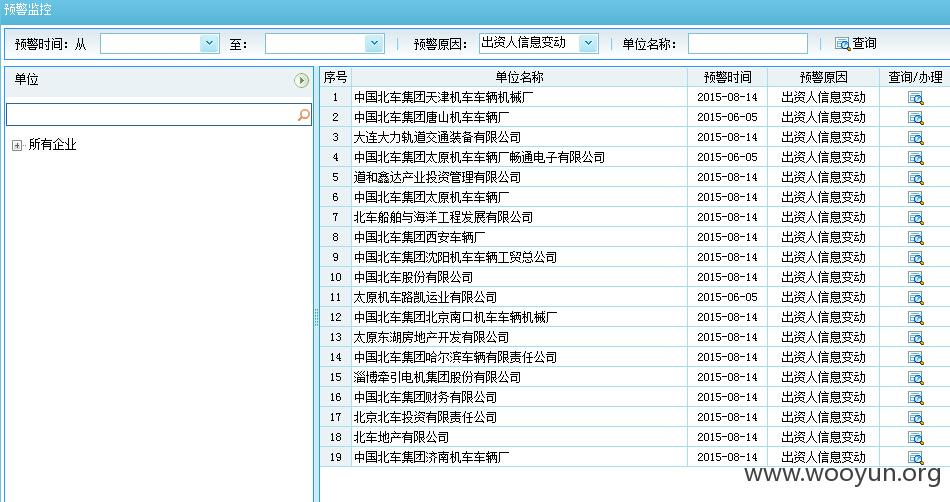 预警监控
预警时间：从 至： 预警原因： 出资人信息变动 单位名称： 查询
单位
所有企业
序号 单位名称 预警时间 预警原因 查询/办理
1 中国北车集团天津机车车辆机械厂 2015-08-14 出资人信息变动
2 中国北车集团唐山机车车辆厂 2015-06-05 出资人信息变动
3 大连大力轨道交通装备有限公司 2015-08-14 出资人信息变动
4 中国北车集团太原机车车辆厂畅通电子有限公司 2015-06-05 出资人信息变动
5 道和鑫达产业投资管理有限公司 2015-08-14 出资人信息变动
6 中国北车集团太原机车车辆厂 2015-08-14 出资人信息变动
7 北车船舶与海洋工程发展有限公司 2015-08-14 出资人信息变动
8 中国北车集团西安车辆厂 2015-08-14 出资人信息变动
9 中国北车集团沈阳机车车辆工贸总公司 2015-08-14 出资人信息变动
10 中国北车股份有限公司 2015-08-14 出资人信息变动
11 太原机车路凯运业有限公司 2015-06-05 出资人信息变动
12 中国北车集团北京南口机车车辆机械厂 2015-08-14 出资人信息变动
13 太原东湖房地产开发有限公司 2015-08-14 出资人信息变动
14 中国北车集团哈尔滨车辆有限责任公司 2015-08-14 出资人信息变动
15 淄博牵引电机集团股份有限公司 2015-08-14 出资人信息变动
16 中国北车集团财务有限公司 2015-08-14 出资人信息变动
17 北京北车投资有限责任公司 2015-08-14 出资人信息变动
18 北车地产有限公司 2015-08-14 出资人信息变动
19 中国北车集团济南机车车辆厂 2015-08-14 出资人信息变动
www.wooyun.org